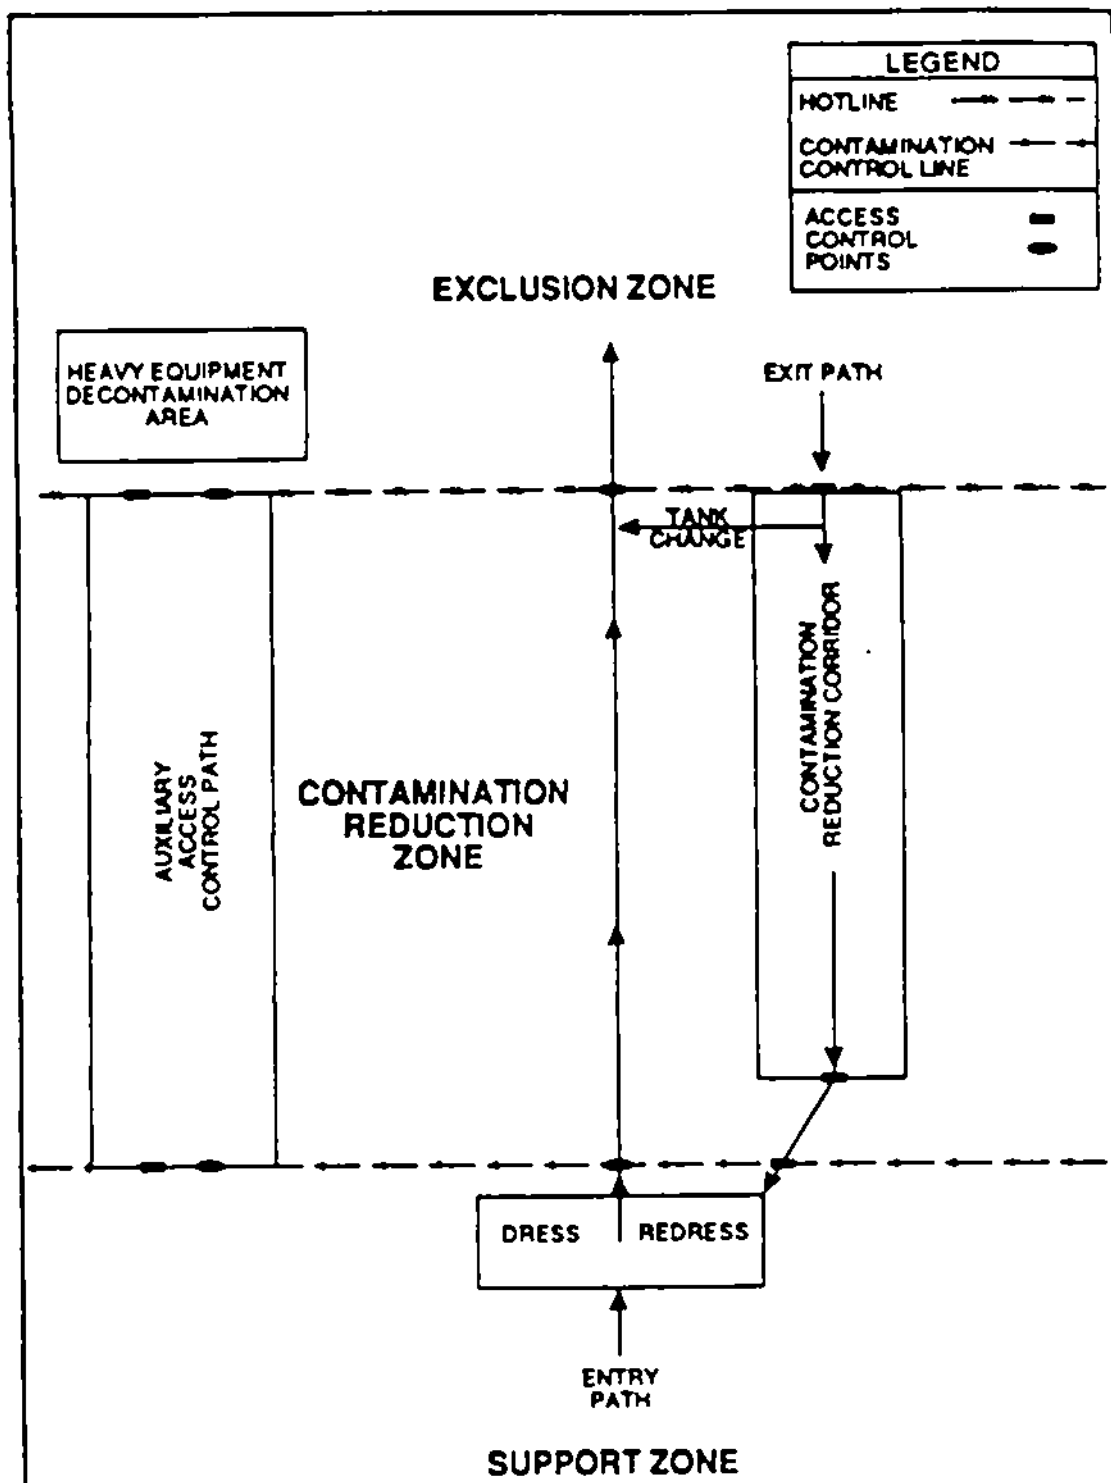 LEGEND
HOTLINE
CONTAMINATION
CONTROL LINE
ACCESS
CONTROL
POINTS
EXCLUSION ZONE
HEAVY EQUIPMENT
DECONTAMINATION
AREA
EXIT PATH
TANK
CHANGE
CONTAMINATION
REDUCTION CORRIDOR
AUXILIARY
ACCESS
CONTROL PATH
CONTAMINATION
REDUCTION
ZONE
DRESS
REDRESS
ENTRY
PATH
SUPPORT ZONE